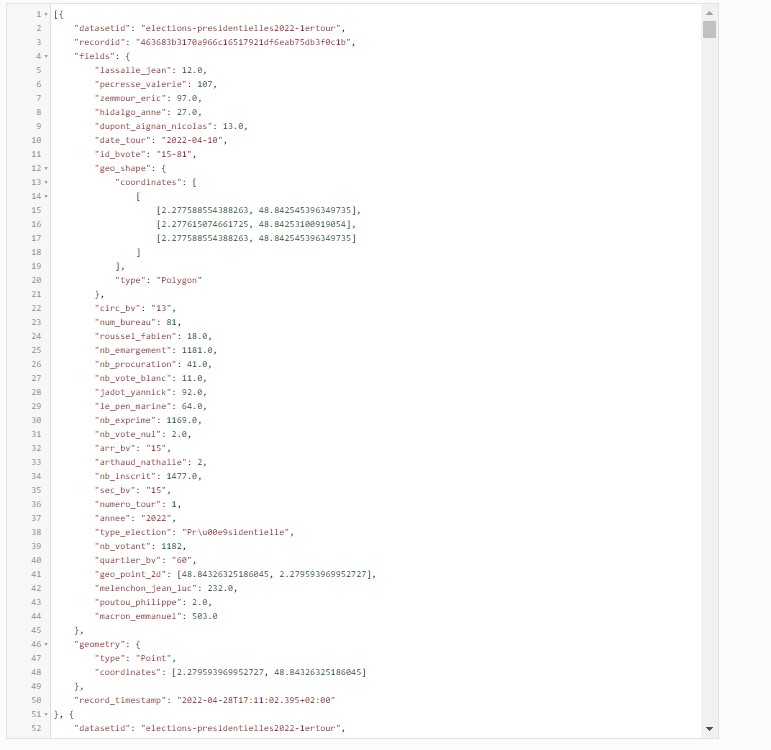 1 [{
2 "datasetid": "elections-presidentielles2022-1ertour",
3 "recordid": "463683b3170a966c16517921df6eab75db3f0c1b",
4 "fields": {
5 "lassalle_jean": 12.0,
6 "pecresse_valerie": 107,
7 "zemmour_eric": 97.0,
8 "hidalgo_anne": 27.0,
9 "dupont_aignan_nicolas": 13.0,
10 "date_tour": "2022-04-10",
11 "id_bvote": "15-81",
12 "geo_shape": {
13 "coordinates": [
14 [
15 [2.277588554388263, 48.842545396349735],
16 [2.277615074661725, 48.84253100919054],
17 [2.277588554388263, 48.842545396349735]
18 ]
19 ],
20 "type": "Polygon"
21 },
22 "circ_bv": "13",
23 "num_bureau": 81,
24 "roussel_fabien": 18.0,
25 "nb_emargement": 1181.0,
26 "nb_procuration": 41.0,
27 "nb_vote_blanc": 11.0,
28 "jadot_yannick": 92.0,
29 "le_pen_marine": 64.0,
30 "nb_exprime": 1169.0,
31 "nb_vote_nul": 2.0,
32 "arr_bv": "15",
33 "arthaud_nathalie": 2,
34 "nb_inscrit": 1477.0,
35 "sec_bv": "15",
36 "numero_tour": 1,
37 "annee": "2022",
38 "type_election": "Pr\u00e9sidentielle",
39 "nb_votant": 1182,
40 "quartier_bv": "60",
41 "geo_point_2d": [48.84326325186045, 2.279593969952727],
42 "melenchon_jean_luc": 232.0,
43 "poutou_philippe": 2.0,
44 "macron_emmanuel": 503.0
45 },
46 "geometry": {
47 "type": "Point",
48 "coordinates": [2.279593969952727, 48.84326325186045]
49 },
50 "record_timestamp": "2022-04-28T17:11:02.395+02:00"
51 }, {
52 "datasetid": "elections-presidentielles2022-1ertour",